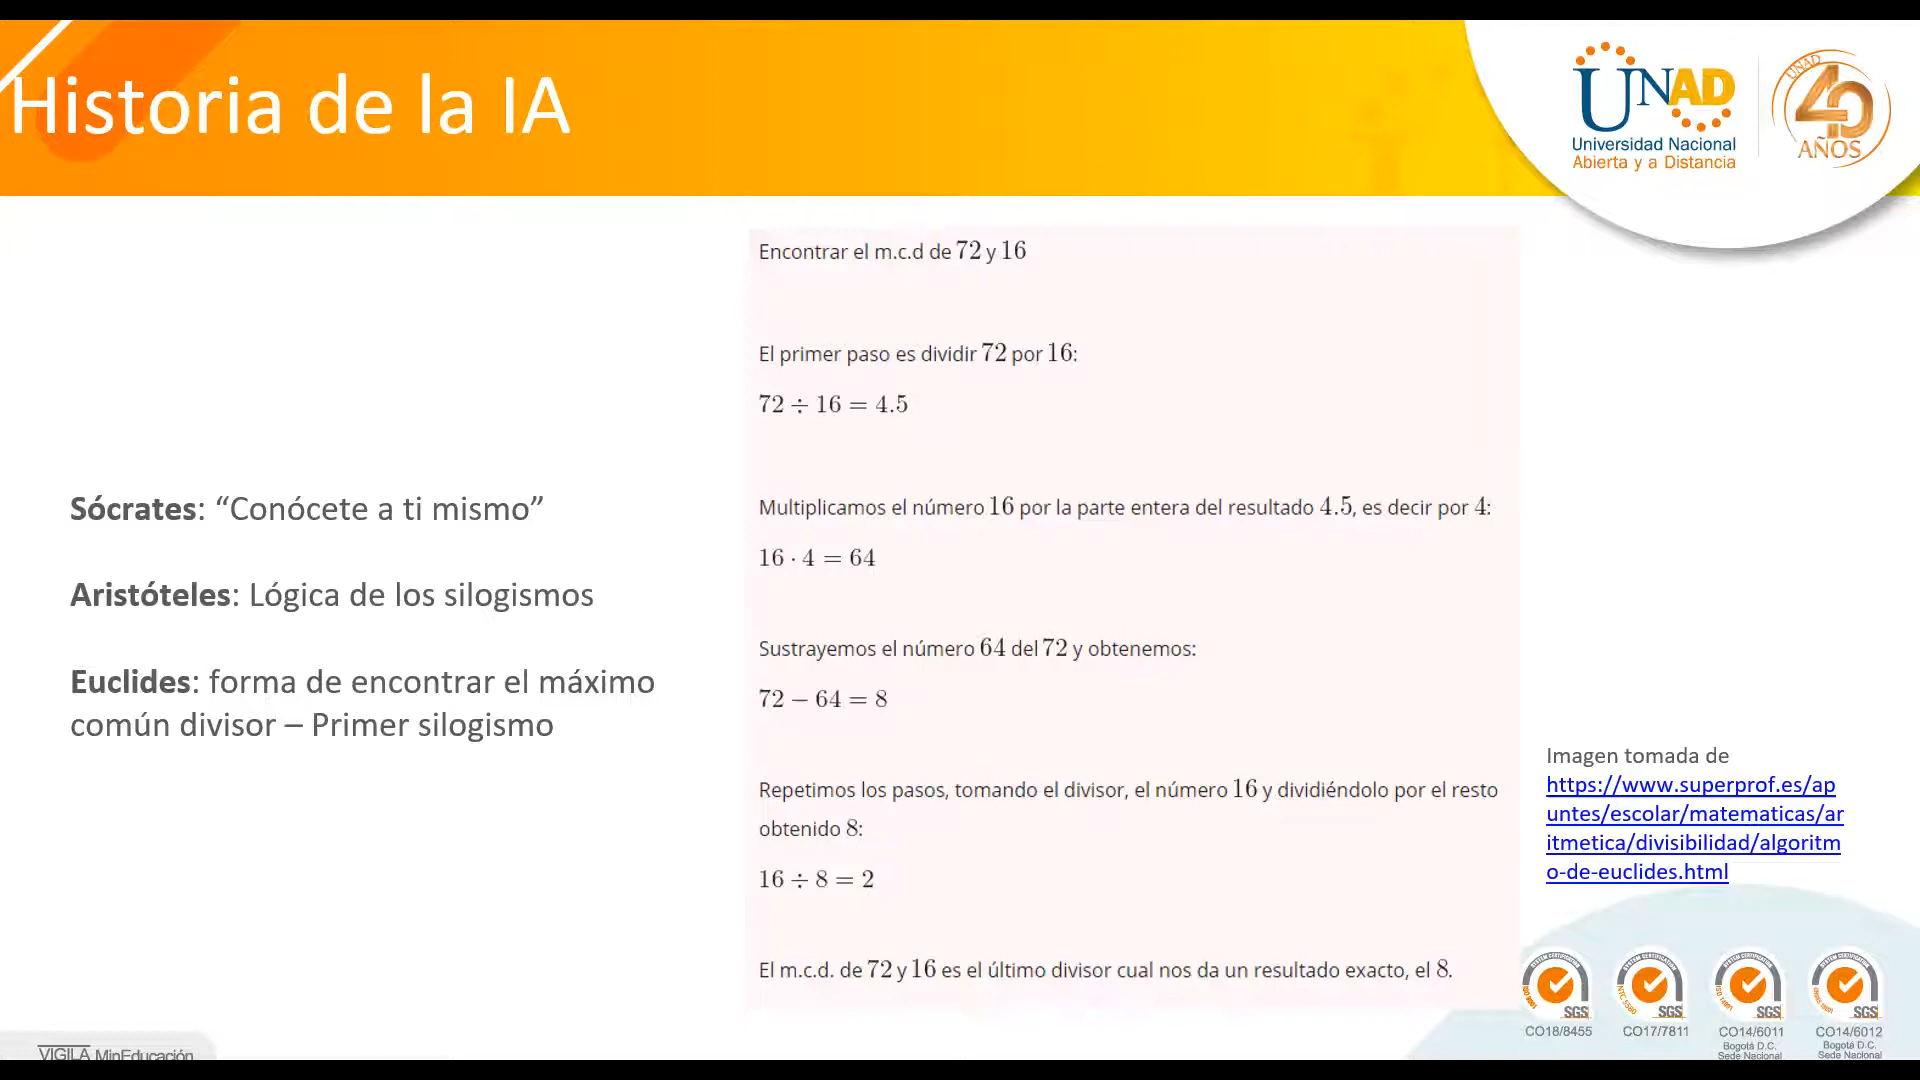 Historia de la IA
UNAD
Universidad Nacional
Abierta y a Distancia
UNAD
40
AÑOS
Sócrates: “Conócete a ti mismo”
Aristóteles: Lógica de los silogismos
Euclides: forma de encontrar el máximo
común divisor – Primer silogismo
Encontrar el m.c.d de 72 y 16
El primer paso es dividir 72 por 16:
72 ÷ 16 = 4.5
Multiplicamos el número 16 por la parte entera del resultado 4.5, es decir por 4:
16 · 4 = 64
Sustrayemos el número 64 del 72 y obtenemos:
72 − 64 = 8
Repetimos los pasos, tomando el divisor, el número 16 y dividiéndolo por el resto
obtenido 8:
16 ÷ 8 = 2
El m.c.d. de 72 y 16 es el último divisor cual nos da un resultado exacto, el 8.
Imagen tomada de
https://www.superprof.es/ap
untes/escolar/matematicas/ar
itmetica/divisibilidad/algoritm
o-de-euclides.html
SGS
CO18/8455
SGS
CO17/7811
SGS
CO14/6011
Bogotá D.C.
Sede Nacional
SGS
CO14/6012
Bogotá D.C.
Sede Nacional
VIGILA MinEducación